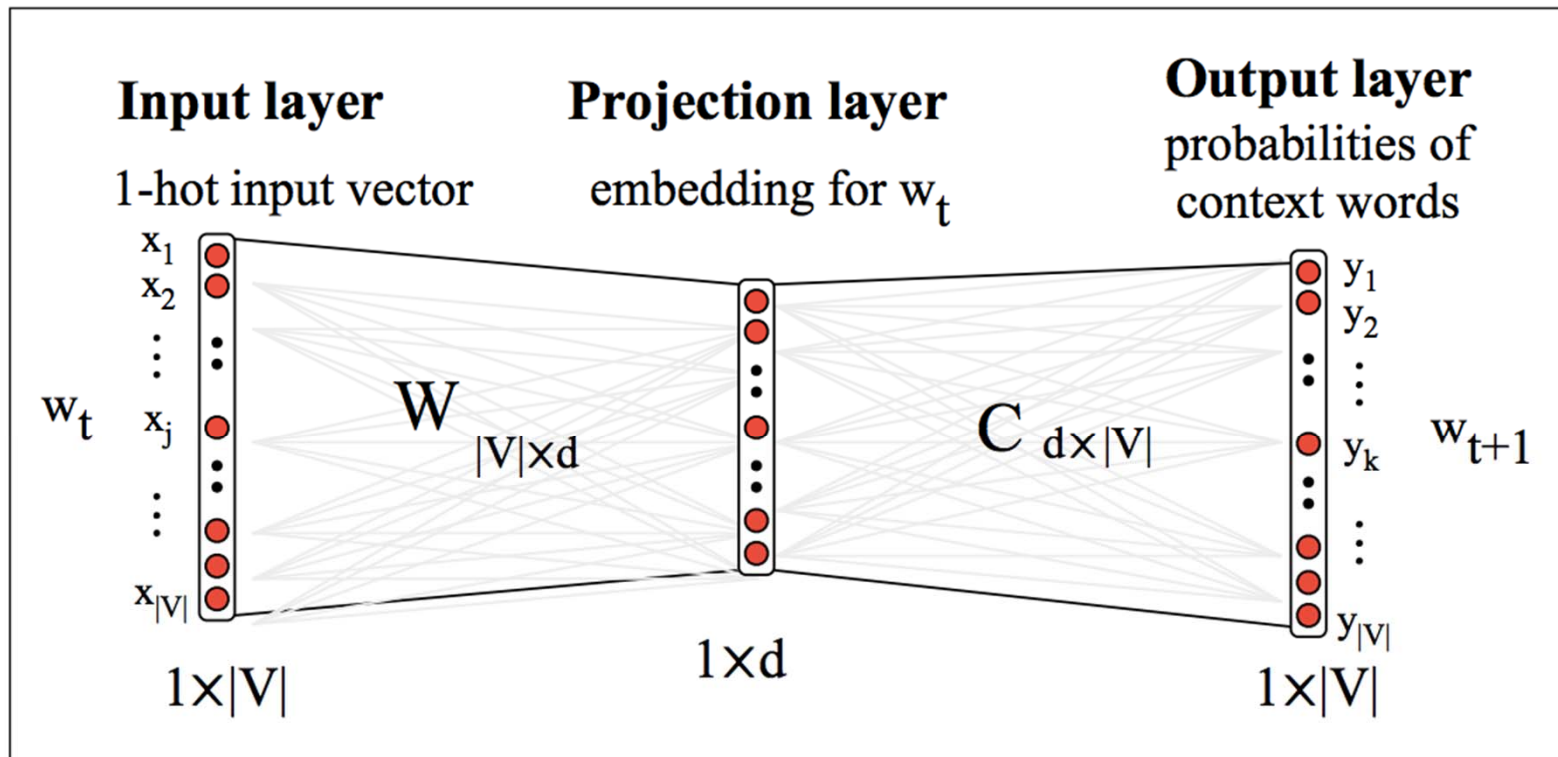 Input layer
1-hot input vector
Projection layer
embedding for wt
Output layer
probabilities of
context words
x1
x2
⋮
wt
xj
⋮
x|V|
1×|V|
W |V|×d
1×d
C d×|V|
y1
y2
⋮
yk
wt+1
⋮
y|V|
1×|V|